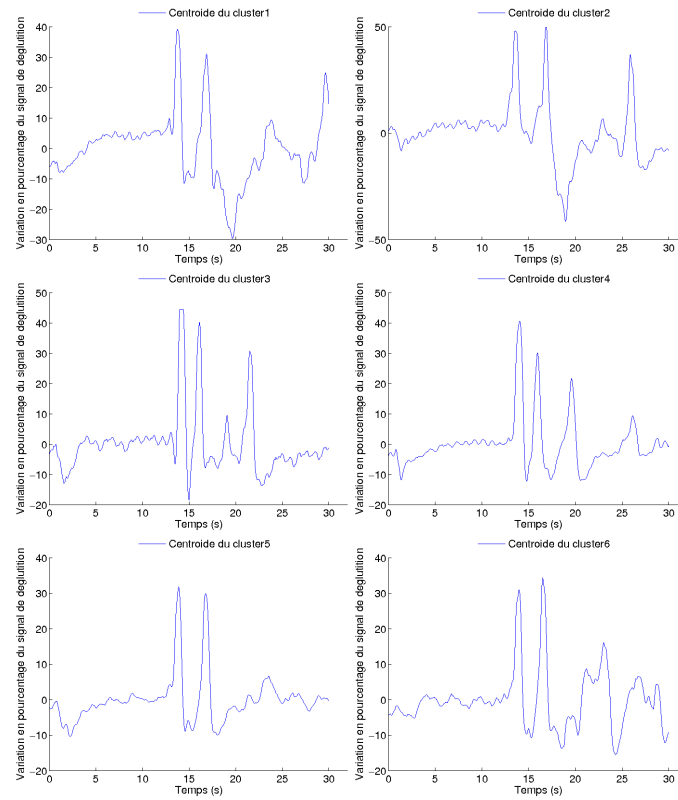 Centroide du cluster1
Variation en pourcentage du signal de deglutition
40
30
20
10
0
−10
−20
−30
0 5 10 15 20 25 30
Temps (s)
Centroide du cluster2
Variation en pourcentage du signal de deglutition
50
0
−50
0 5 10 15 20 25 30
Temps (s)
Centroide du cluster3
Variation en pourcentage du signal de deglutition
50
40
30
20
10
0
−10
−20
0 5 10 15 20 25 30
Temps (s)
Centroide du cluster4
Variation en pourcentage du signal de deglutition
50
40
30
20
10
0
−10
−20
0 5 10 15 20 25 30
Temps (s)
Centroide du cluster5
Variation en pourcentage du signal de deglutition
40
30
20
10
0
−10
−20
0 5 10 15 20 25 30
Temps (s)
Centroide du cluster6
Variation en pourcentage du signal de deglutition
40
30
20
10
0
−10
−20
0 5 10 15 20 25 30
Temps (s)